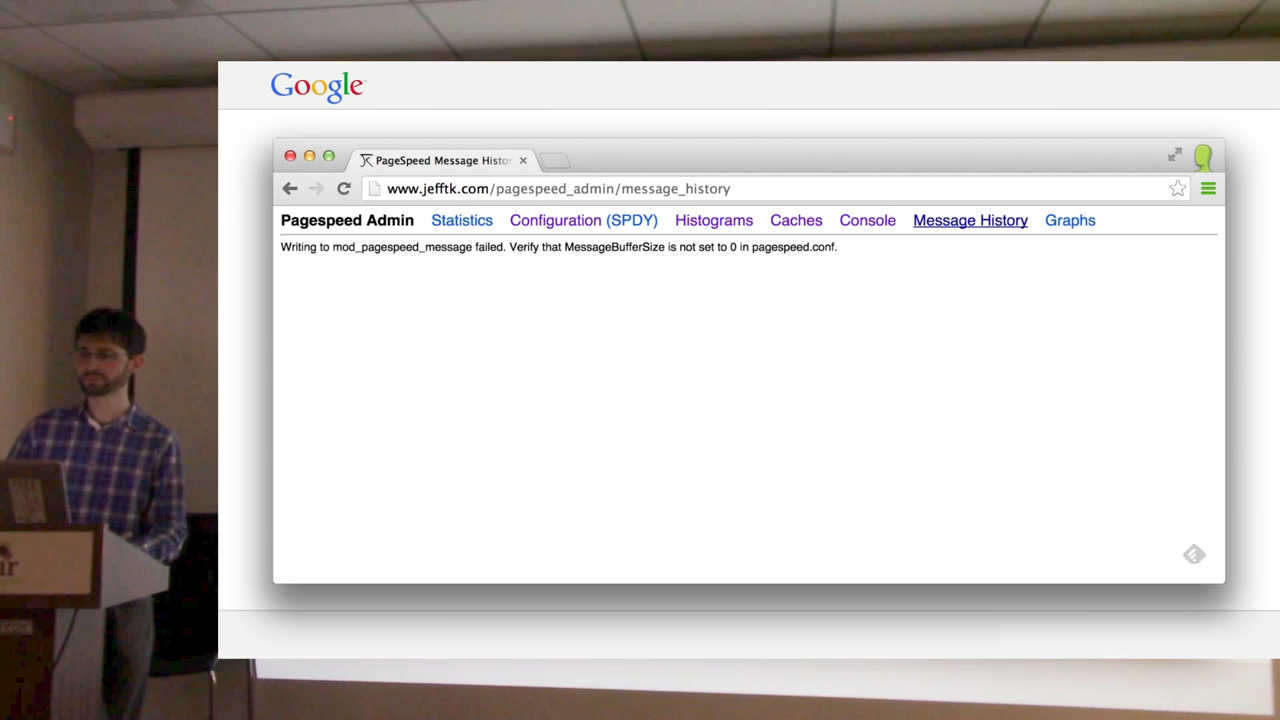 Google
PageSpeed Message Histor
www.jefftk.com/pagespeed_admin/message_history
Pagespeed Admin Statistics Configuration (SPDY) Histograms Caches Console Message History Graphs
Writing to mod_pagespeed_message failed. Verify that MessageBufferSize is not set to 0 in pagespeed.conf.